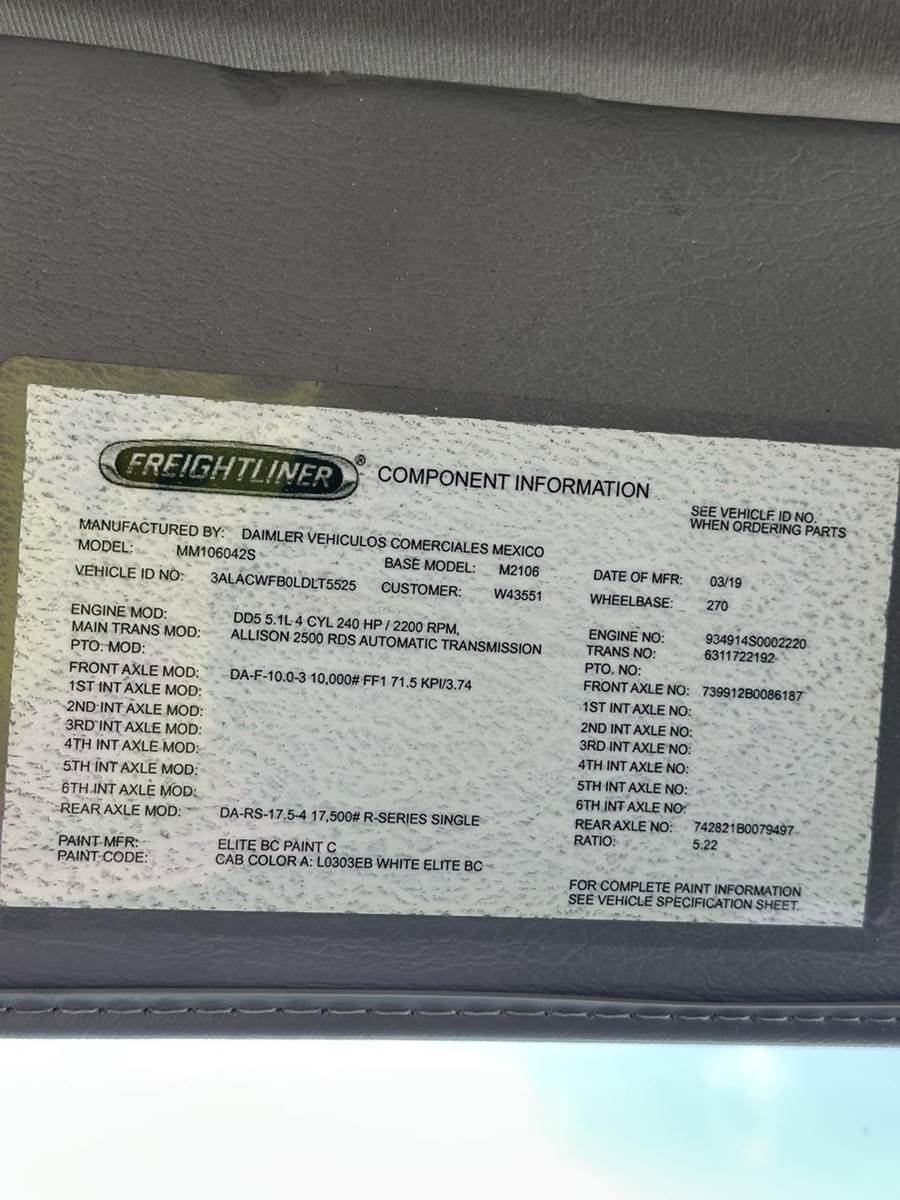 FREIGHTLINER® COMPONENT INFORMATION
SEE VEHICLE ID NO.
WHEN ORDERING PARTS
MANUFACTURED BY: DAIMLER VEHICULOS COMERCIALES MEXICO
MODEL: MM106042S BASE MODEL: M2106 DATE OF MFR: 03/19
VEHICLE ID NO: 3ALACWFB0LDLT5525 CUSTOMER: W43551 WHEELBASE: 270
ENGINE MOD: DD5 5.1L 4 CYL 240 HP / 2200 RPM, ENGINE NO: 934914S0002220
MAIN TRANS MOD: ALLISON 2500 RDS AUTOMATIC TRANSMISSION TRANS NO: 6311722192
PTO. MOD: PTO. NO:
FRONT AXLE MOD: DA-F-10.0-3 10,000# FF1 71.5 KPI/3.74 FRONT AXLE NO: 739912B0086187
1ST INT AXLE MOD: 1ST INT AXLE NO:
2ND INT AXLE MOD: 2ND INT AXLE NO:
3RD INT AXLE MOD: 3RD INT AXLE NO:
4TH INT AXLE MOD: 4TH INT AXLE NO:
5TH INT AXLE MOD: 5TH INT AXLE NO:
6TH INT AXLE MOD: 6TH INT AXLE NO:
REAR AXLE MOD: DA-RS-17.5-4 17,500# R-SERIES SINGLE REAR AXLE NO: 742821B0079497
RATIO: 5.22
PAINT MFR: ELITE BC PAINT C
PAINT CODE: CAB COLOR A: L0303EB WHITE ELITE BC
FOR COMPLETE PAINT INFORMATION
SEE VEHICLE SPECIFICATION SHEET.